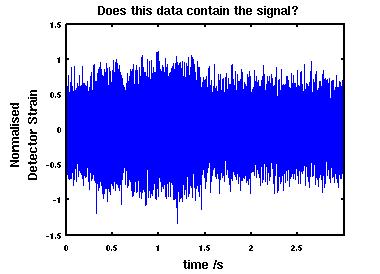 Does this data contain the signal?
1.5
1
0.5
0
-0.5
-1
-1.5
Normalised
Detector Strain
0 0.5 1 1.5 2 2.5
time /s